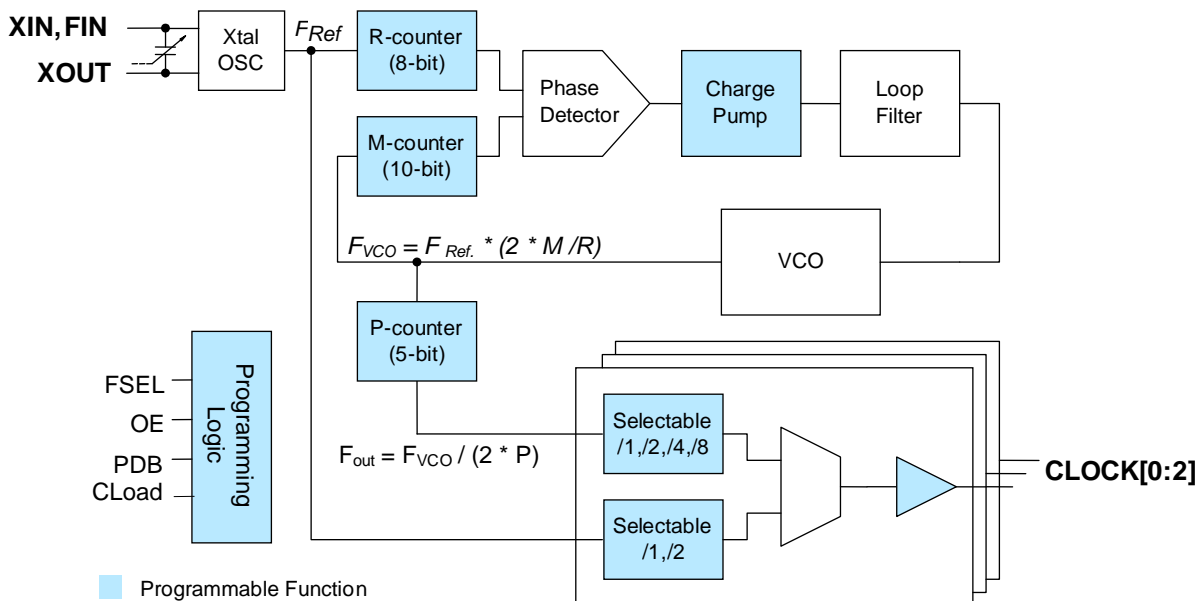 XIN, FIN
XOUT
Xtal
OSC
FRef
R-counter
(8-bit)
M-counter
(10-bit)
Phase
Detector
Charge
Pump
Loop
Filter
FVCO = F Ref. * (2 * M /R)
VCO
P-counter
(5-bit)
Fout = FVCO / (2 * P)
FSEL
OE
PDB
CLoad
Programming
Logic
Selectable
/1,/2,/4,/8
Selectable
/1,/2
CLOCK[0:2]
Programmable Function